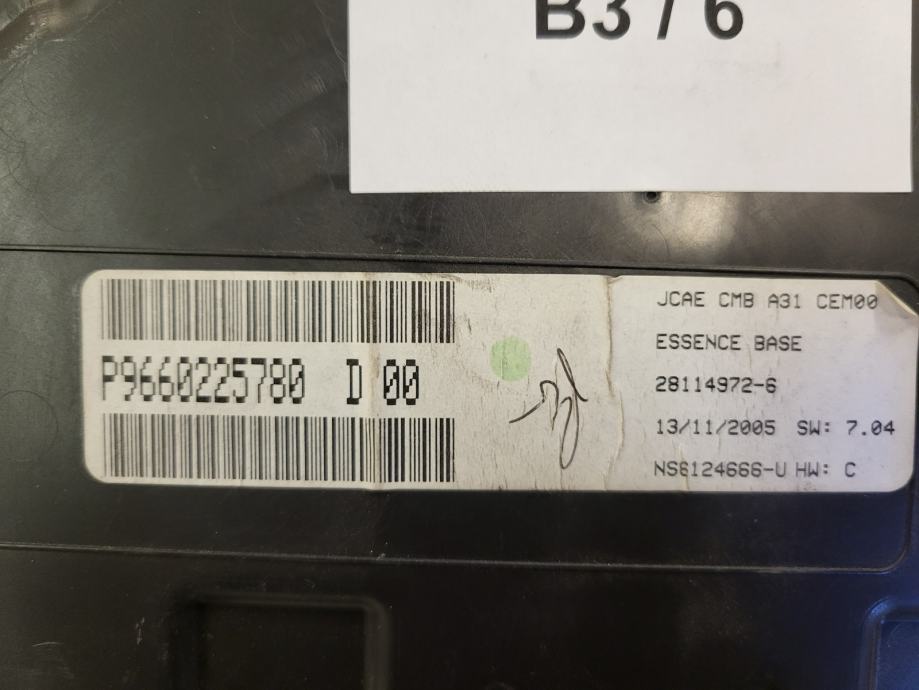 B3 / 6
P9660225780 D 00
JCAE CMB A31 CEM00
ESSENCE BASE
28114972-6
13/11/2005 SW: 7.04
NS6124666-U HW: C